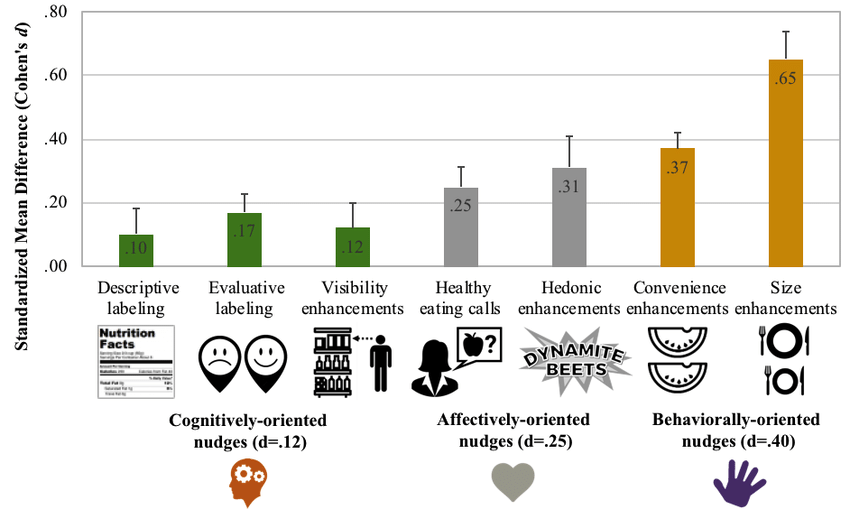 Standardized Mean Difference (Cohen's d)
.80
.60
.40
.20
.00
.10
.17
.12
.25
.31
.37
.65
Descriptive labeling
Evaluative labeling
Visibility enhancements
Healthy eating calls
Hedonic enhancements
Convenience enhancements
Size enhancements
Nutrition
Facts
?
DYNAMITE
BEETS
Cognitively-oriented
nudges (d=.12)
Affectively-oriented
nudges (d=.25)
Behaviorally-oriented
nudges (d=.40)